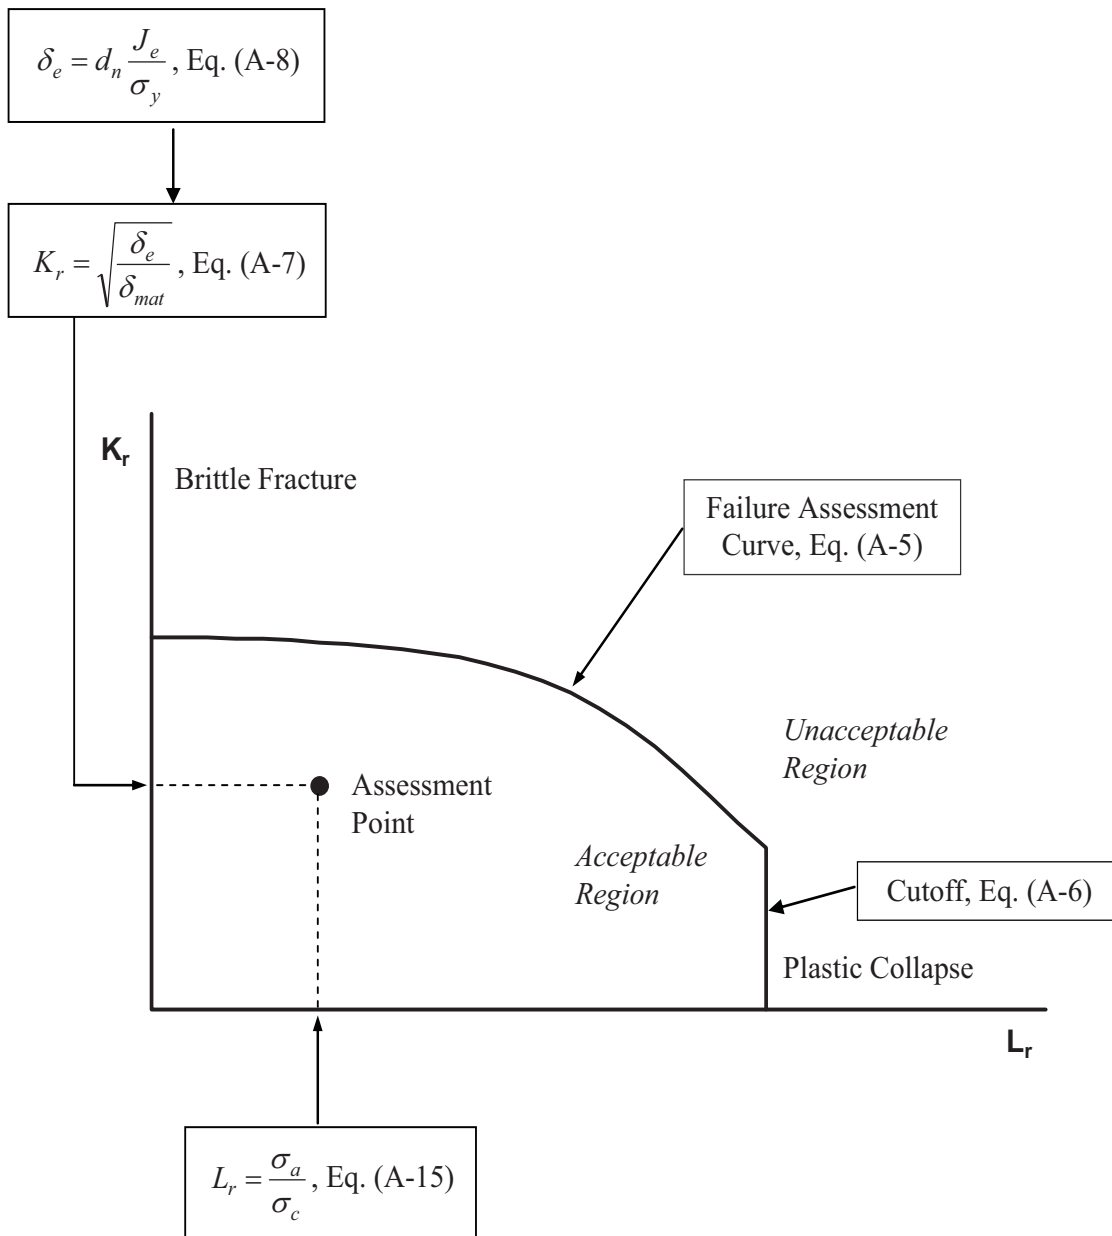 δ_e = d_n J_e/σ_y , Eq. (A-8)
K_r = √(δ_e/δ_mat) , Eq. (A-7)
K_r
Brittle Fracture
Failure Assessment
Curve, Eq. (A-5)
Unacceptable
Region
Assessment
Point
Acceptable
Region
Cutoff, Eq. (A-6)
Plastic Collapse
L_r
L_r = σ_a/σ_c , Eq. (A-15)